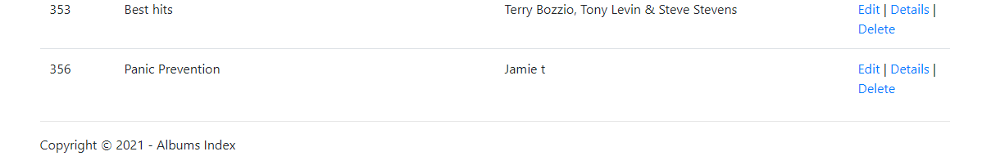 353 Best hits Terry Bozzio, Tony Levin & Steve Stevens Edit | Details |
Delete
356 Panic Prevention Jamie t Edit | Details |
Delete
Copyright © 2021 - Albums Index